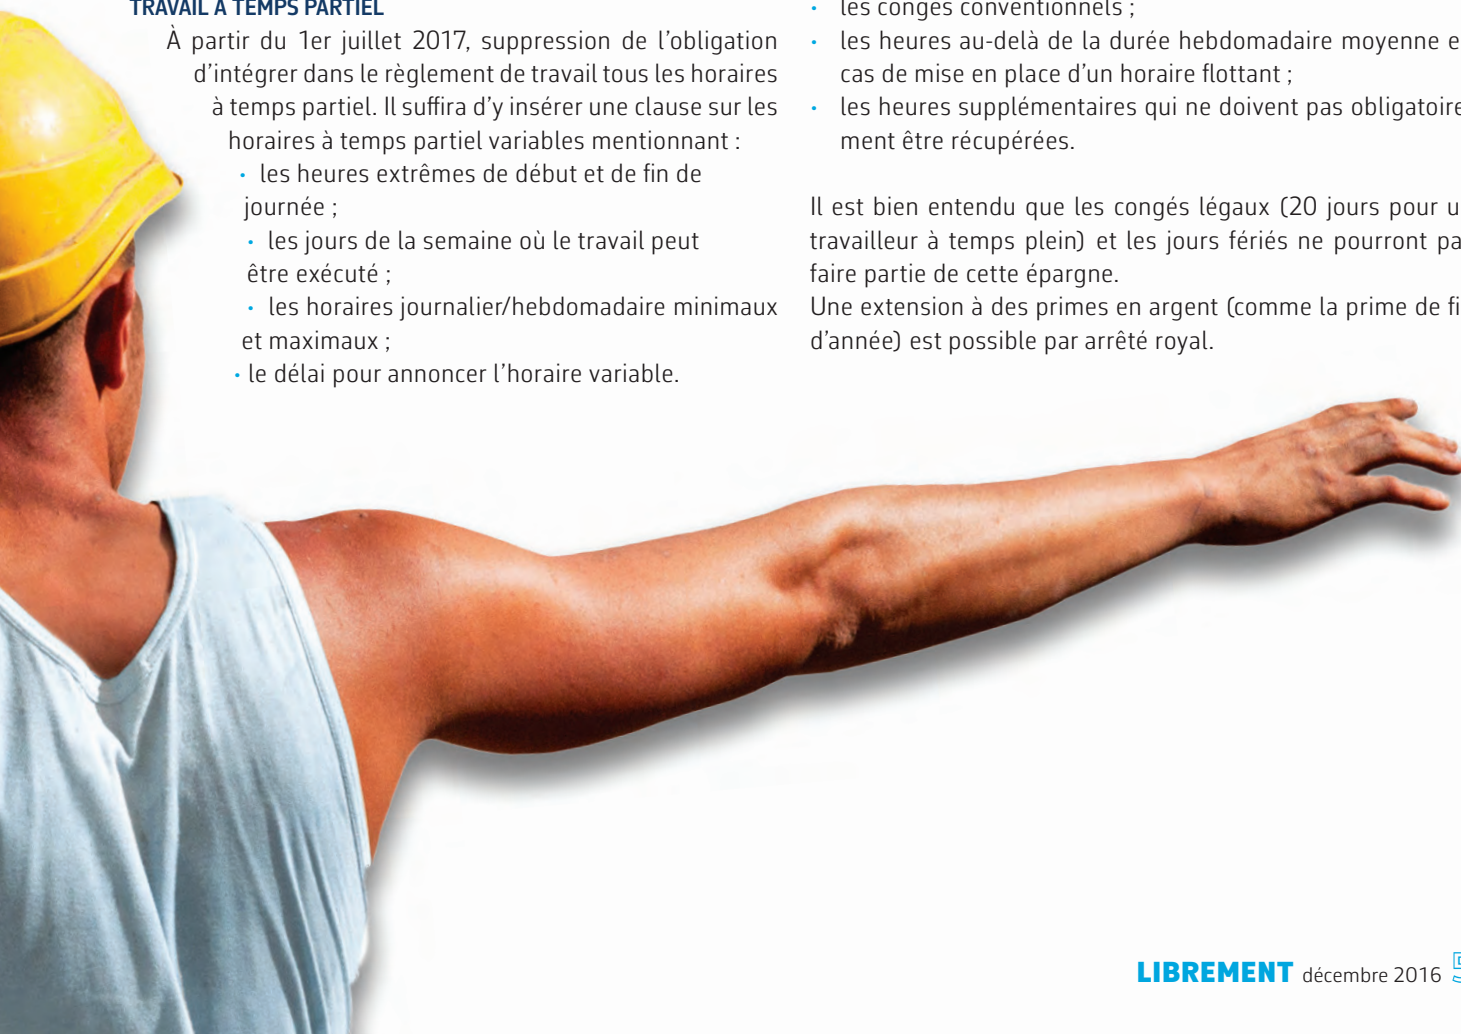 TRAVAIL À TEMPS PARTIEL
À partir du 1er juillet 2017, suppression de l'obligation
d'intégrer dans le règlement de travail tous les horaires
à temps partiel. Il suffira d'y insérer une clause sur les
horaires à temps partiel variables mentionnant :
• les heures extrêmes de début et de fin de
journée ;
• les jours de la semaine où le travail peut
être exécuté ;
• les horaires journalier/hebdomadaire minimaux
et maximaux ;
• le délai pour annoncer l'horaire variable.
• les congés conventionnels ;
• les heures au-delà de la durée hebdomadaire moyenne
cas de mise en place d'un horaire flottant ;
• les heures supplémentaires qui ne doivent pas obligatoire
ment être récupérées.
Il est bien entendu que les congés légaux (20 jours pour
travailleur à temps plein) et les jours fériés ne pourront
faire partie de cette épargne.
Une extension à des primes en argent (comme la prime de
d'année) est possible par arrêté royal.
LIBREMENT décembre 2016